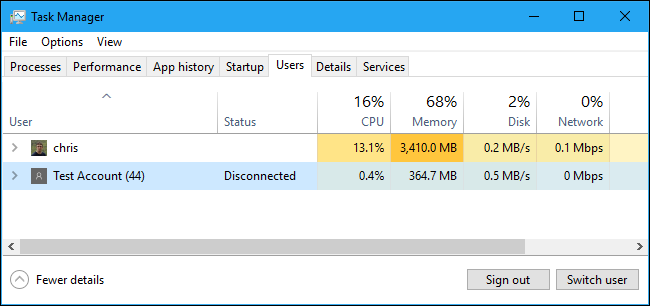 Task Manager
File Options View
Processes Performance App history Startup Users Details Services
16% 68% 2% 0%
User Status CPU Memory Disk Network
chris 13.1% 3,410.0 MB 0.2 MB/s 0.1 Mbps
Test Account (44) Disconnected 0.4% 364.7 MB 0.5 MB/s 0 Mbps
Fewer details Sign out Switch user